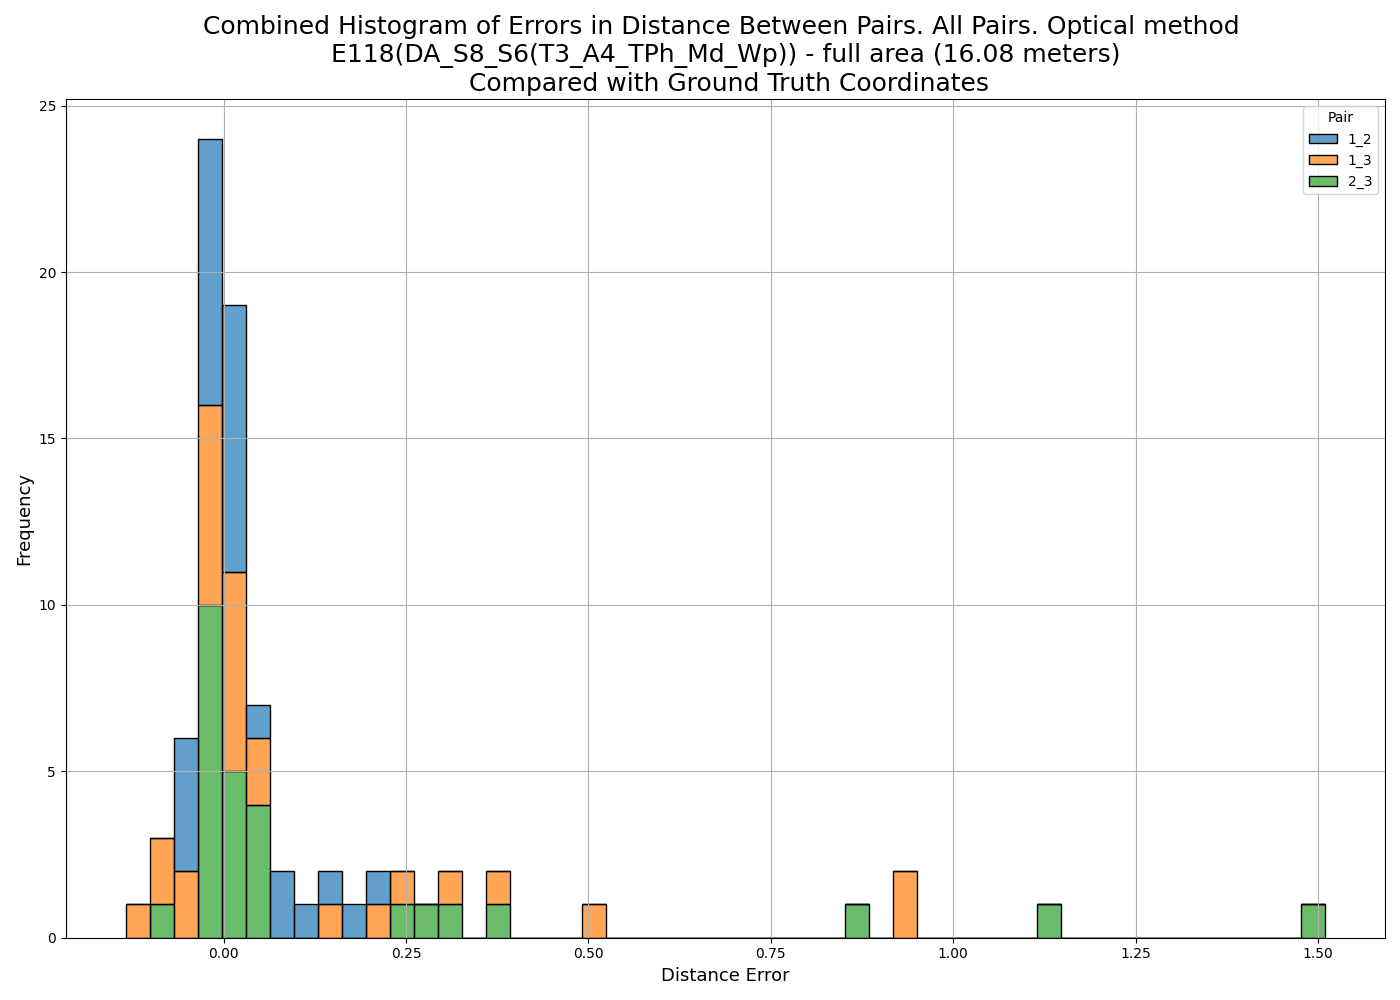 Combined Histogram of Errors in Distance Between Pairs. All Pairs. Optical method
E118(DA_S8_S6(T3_A4_TPh_Md_Wp)) - full area (16.08 meters)
Compared with Ground Truth Coordinates
Pair
1_2
1_3
2_3
Frequency
25
20
15
10
5
0
0.00 0.25 0.50 0.75 1.00 1.25 1.50
Distance Error